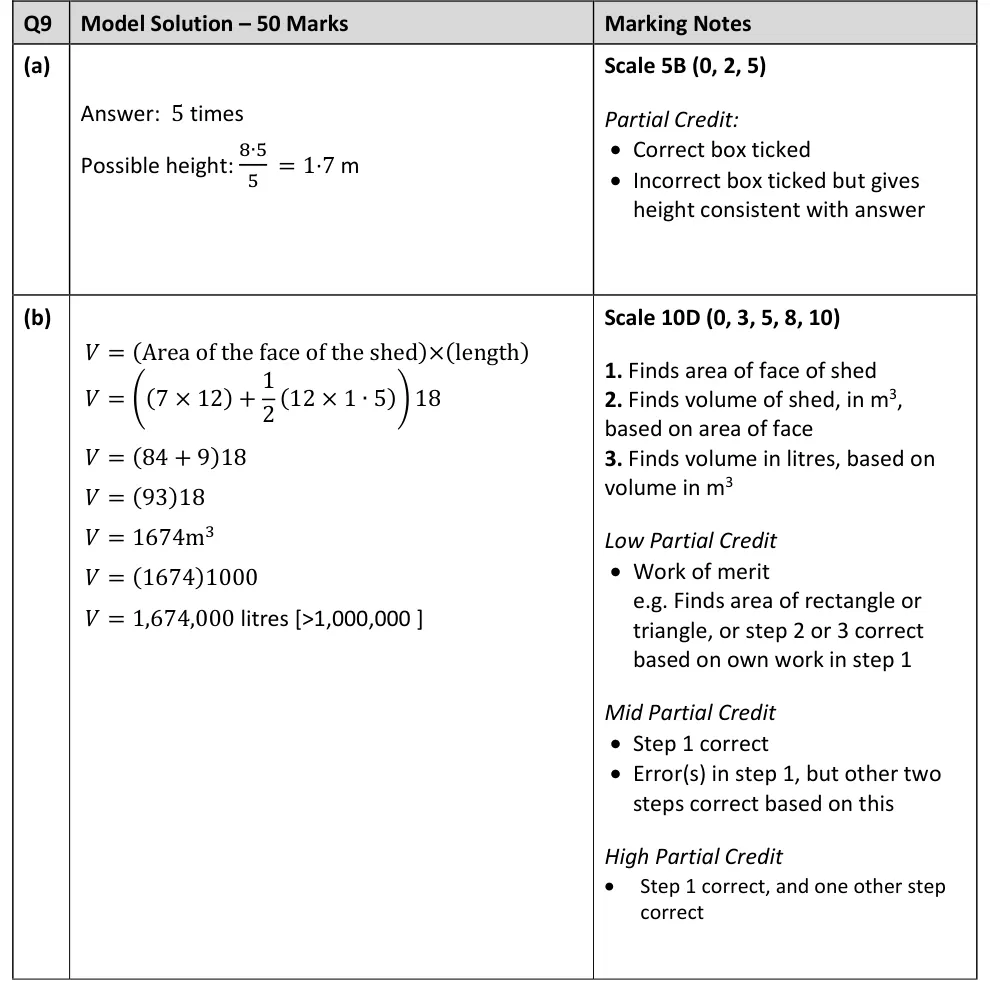 Q9 Model Solution – 50 Marks Marking Notes
(a)
Answer: 5 times
Possible height: 8·5/5 = 1·7 m
Scale 5B (0, 2, 5)
Partial Credit:
• Correct box ticked
• Incorrect box ticked but gives
height consistent with answer
(b)
V = (Area of the face of the shed)×(length)
V = ((7 × 12) + 1/2 (12 × 1 · 5)) 18
V = (84 + 9)18
V = (93)18
V = 1674m³
V = (1674)1000
V = 1,674,000 litres [>1,000,000 ]
Scale 10D (0, 3, 5, 8, 10)
1. Finds area of face of shed
2. Finds volume of shed, in m³,
based on area of face
3. Finds volume in litres, based on
volume in m³
Low Partial Credit
• Work of merit
e.g. Finds area of rectangle or
triangle, or step 2 or 3 correct
based on own work in step 1
Mid Partial Credit
• Step 1 correct
• Error(s) in step 1, but other two
steps correct based on this
High Partial Credit
• Step 1 correct, and one other step
correct